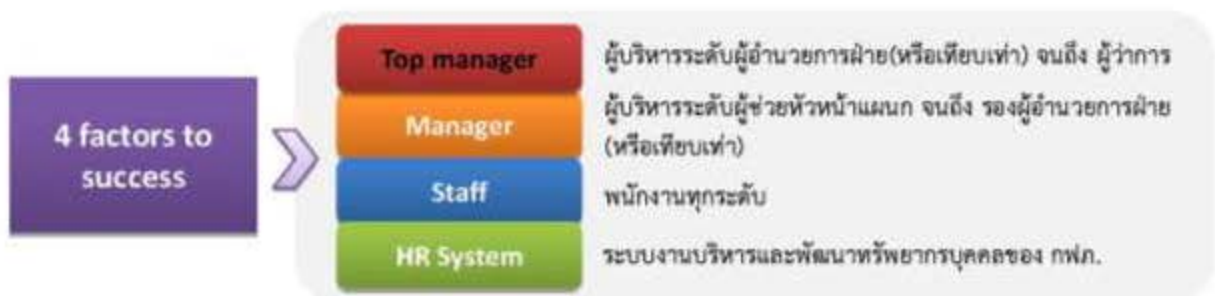 4 factors to
success
Top manager
ผู้บริหารระดับผู้อำนวยการฝ่าย(หรือเทียบเท่า) จนถึง ผู้ว่าการ
Manager
ผู้บริหารระดับผู้ช่วยหัวหน้าแผนก จนถึง รองผู้อำนวยการฝ่าย
(หรือเทียบเท่า)
Staff
พนักงานทุกระดับ
HR System
ระบบงานบริหารและพัฒนาทรัพยากรบุคคลของ กฟภ.